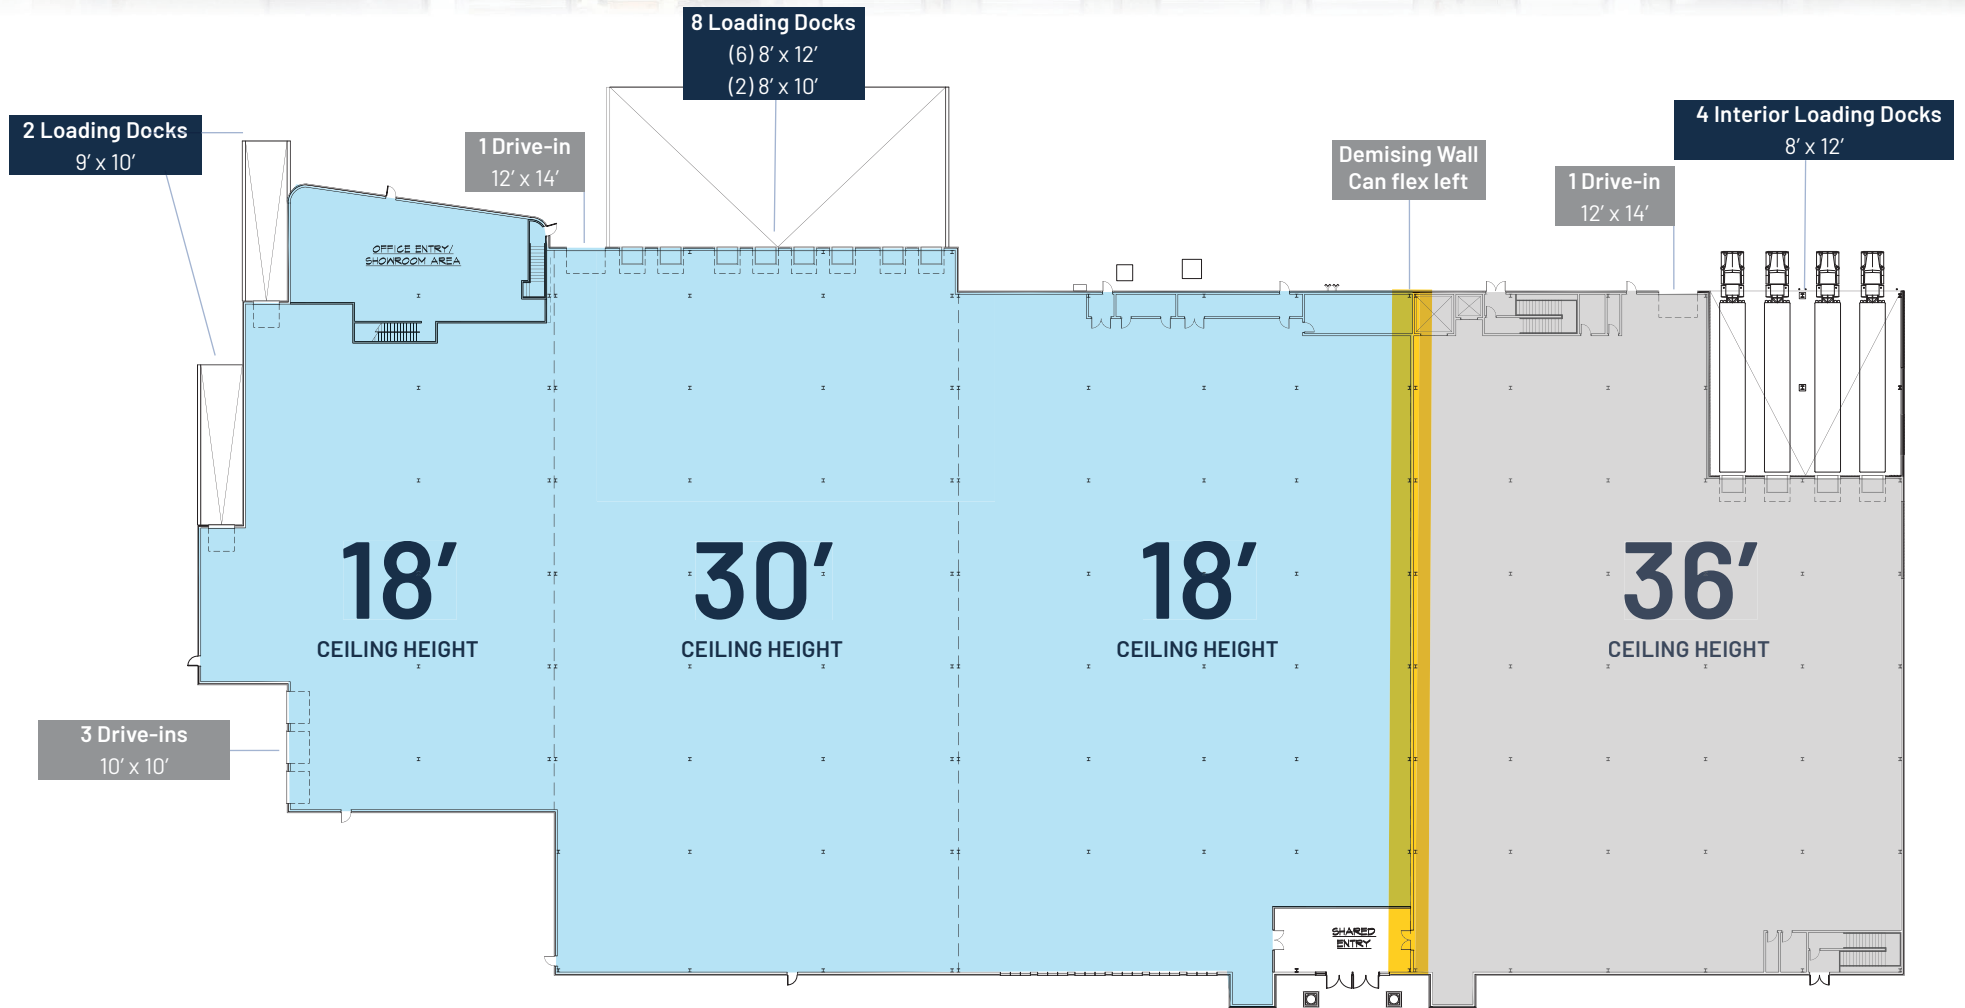 8 Loading Docks
(6) 8′ x 12′
(2) 8′ x 10′
2 Loading Docks
9′ x 10′
1 Drive-in
12′ x 14′
Demising Wall
Can flex left
1 Drive-in
12′ x 14′
4 Interior Loading Docks
8′ x 12′
OFFICE ENTRY/
SHOWROOM AREA
18′
CEILING HEIGHT
30′
CEILING HEIGHT
18′
CEILING HEIGHT
36′
CEILING HEIGHT
3 Drive-ins
10′ x 10′
SHARED
ENTRY